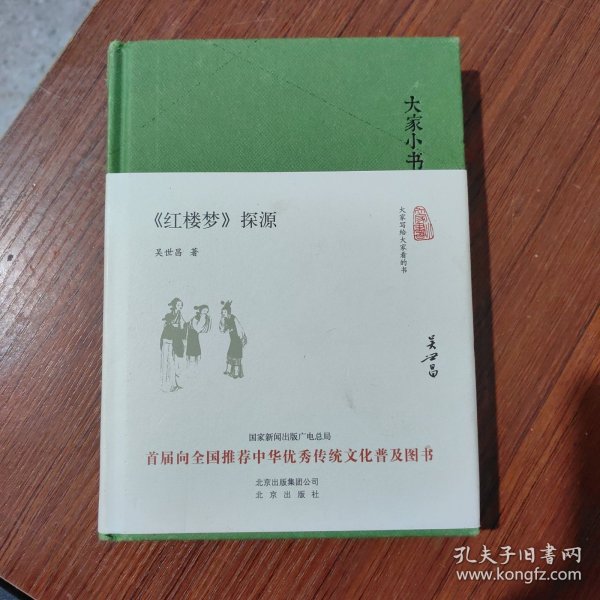 大家小书
大家写给大家看的书
《红楼梦》探源
吴世昌 著
吴世昌
国家新闻出版广电总局
首届向全国推荐中华优秀传统文化普及图书
北京出版集团公司
北京出版社
孔夫子旧书网
www.kongfz.com